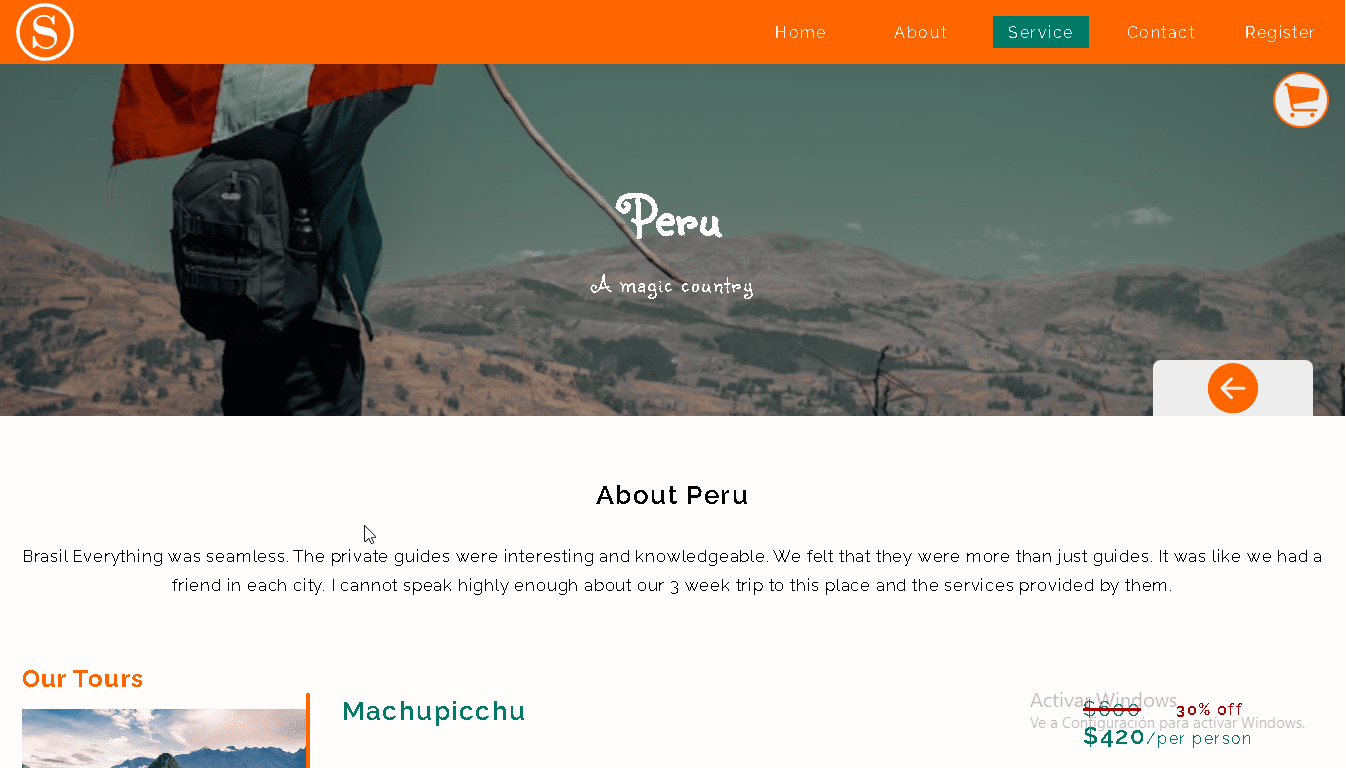 S
Home About Service Contact Register
Peru
A magic country
About Peru
Brasil Everything was seamless. The private guides were interesting and knowledgeable. We felt that they were more than just guides. It was like we had a
friend in each city. I cannot speak highly enough about our 3 week trip to this place and the services provided by them.
Our Tours
Machupicchu
Activar Windows
$600 30% off
Ve a Configuración para activar Windows.
$420/per person